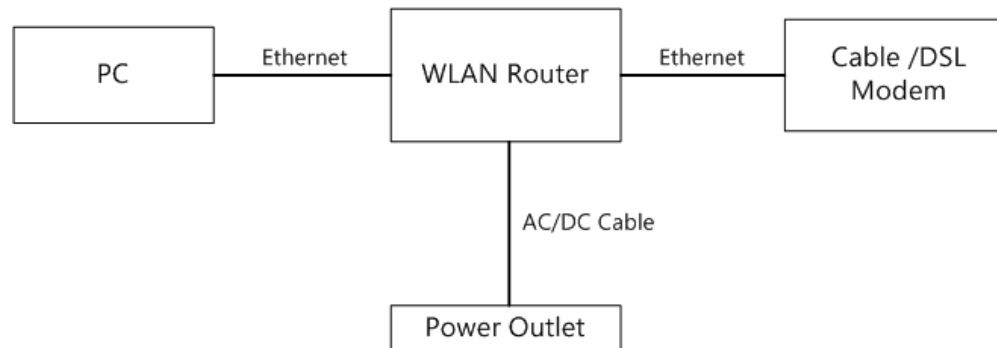 PC
Ethernet
WLAN Router
Ethernet
Cable /DSL
Modem
AC/DC Cable
Power Outlet